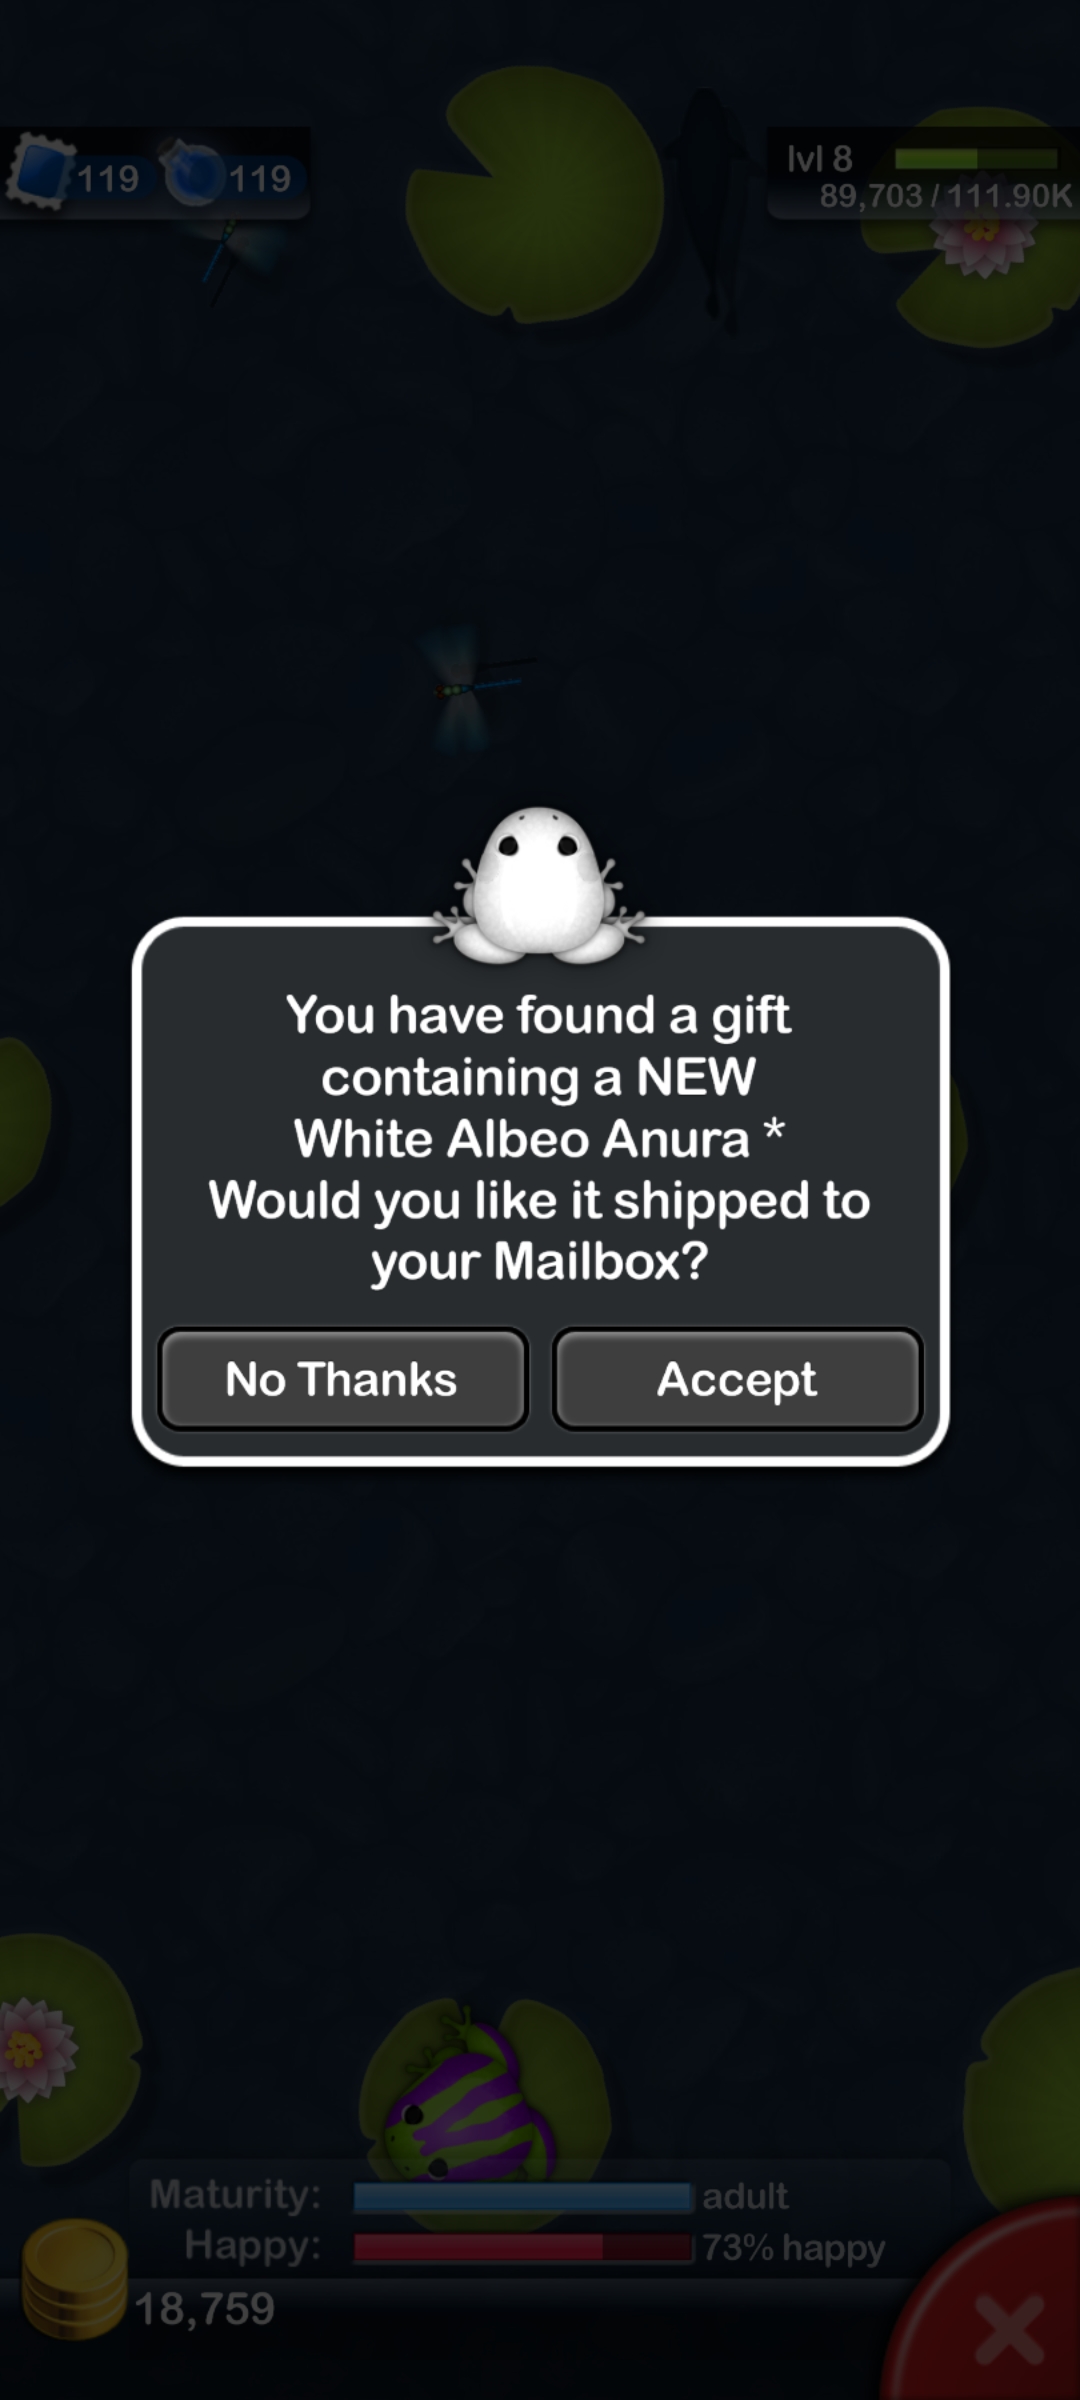 119
119
lvl 8
89,703 / 111.90K
You have found a gift
containing a NEW
White Albeo Anura *
Would you like it shipped to
your Mailbox?
No Thanks
Accept
Maturity:
adult
Happy:
73% happy
18,759